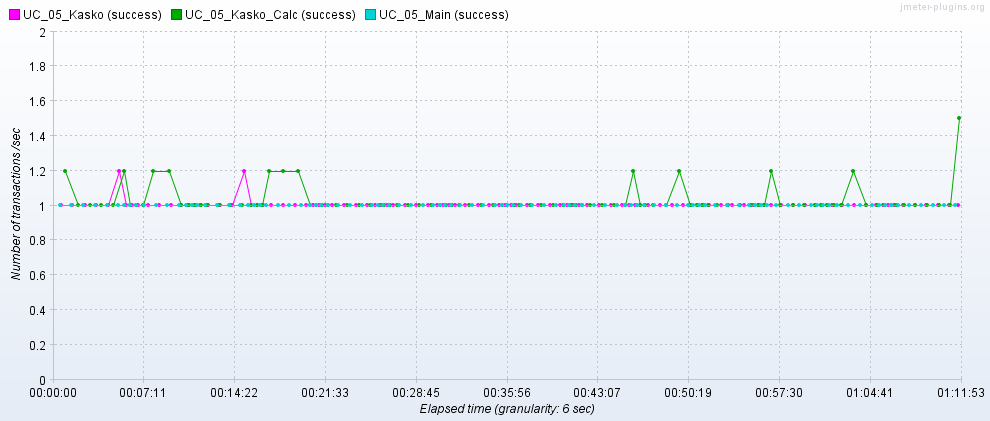 jmeter-plugins.org
UC_05_Kasko (success) UC_05_Kasko_Calc (success) UC_05_Main (success)
2
1.8
1.6
1.4
1.2
1
0.8
0.6
0.4
0.2
0
Number of transactions /sec
00:00:00 00:07:11 00:14:22 00:21:33 00:28:45 00:35:56 00:43:07 00:50:19 00:57:30 01:04:41 01:11:53
Elapsed time (granularity: 6 sec)